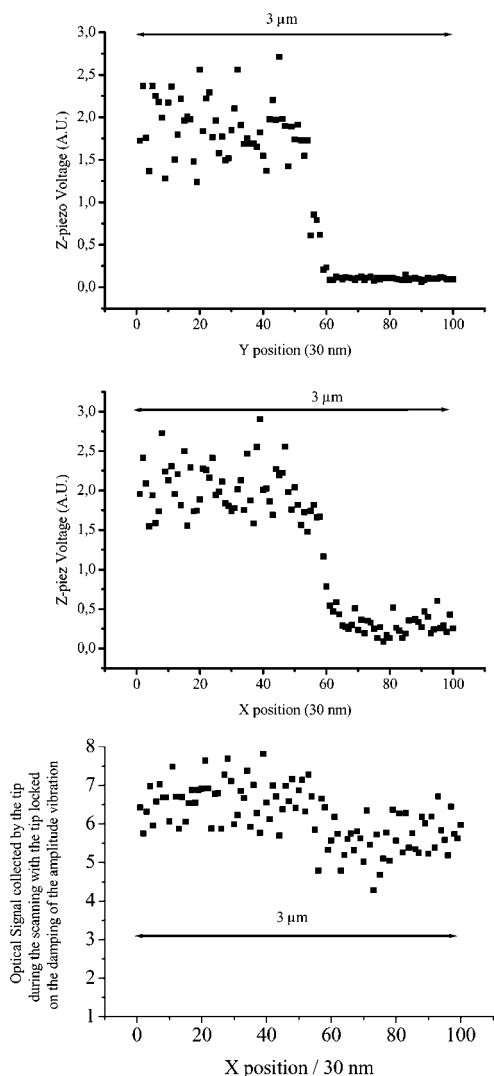 3 µm
3,0
2,5
2,0
1,5
1,0
0,5
0,0
Z-piezo Voltage (A.U.)
0 20 40 60 80 100
Y position (30 nm)
3 µm
3,0
2,5
2,0
1,5
1,0
0,5
0,0
Z-piez Voltage (A.U.)
0 20 40 60 80 100
X position (30 nm)
8
7
6
5
4
3
2
1
Optical Signal collected by the tip
during the scanning with the tip locked
on the damping of the amplitude vibration
3 µm
0 20 40 60 80 100
X position / 30 nm